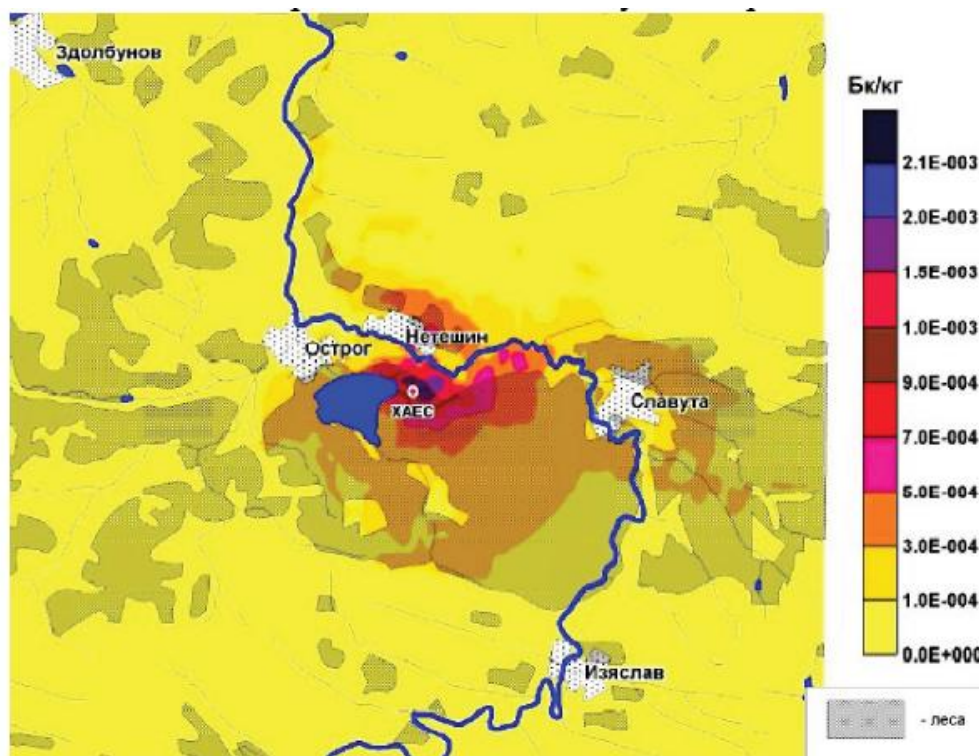 Здолбунов
Бк/кг
2.1E-003
2.0E-003
1.5E-003
1.0E-003
9.0E-004
7.0E-004
5.0E-004
3.0E-004
1.0E-004
0.0E+000
Нетешин
Острог
ХАЕС
Славута
Изяслав
- леса